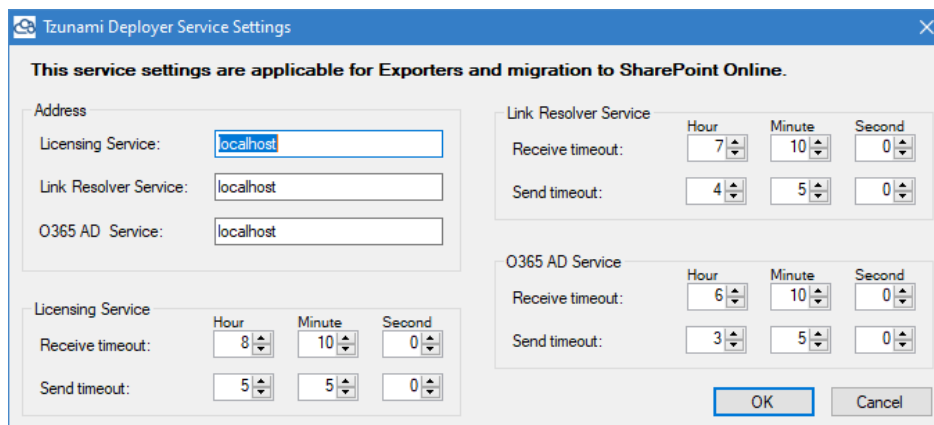 Tzunami Deployer Service Settings
This service settings are applicable for Exporters and migration to SharePoint Online.
Address
Licensing Service: localhost
Link Resolver Service: localhost
O365 AD Service: localhost
Licensing Service
Hour Minute Second
Receive timeout: 8 10 0
Send timeout: 5 5 0
Link Resolver Service
Hour Minute Second
Receive timeout: 7 10 0
Send timeout: 4 5 0
O365 AD Service
Hour Minute Second
Receive timeout: 6 10 0
Send timeout: 3 5 0
OK Cancel